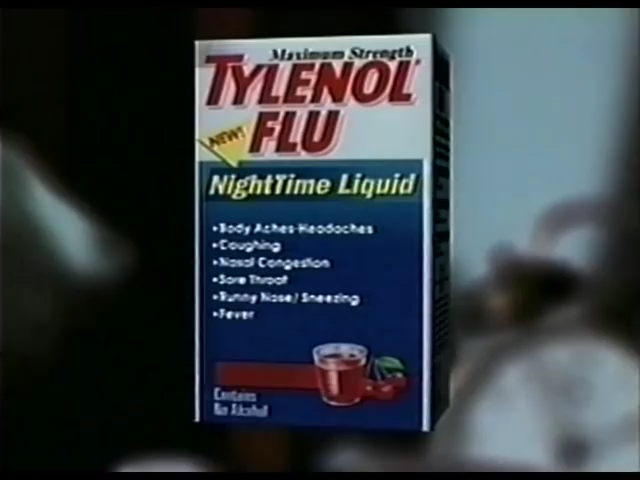 Maximum Strength
TYLENOL
FLU
NEW!
NightTime Liquid
•Body Aches-Headaches
•Coughing
•Nasal Congestion
•Sore Throat
•Runny Nose/Sneezing
•Fever
Contains
No Alcohol